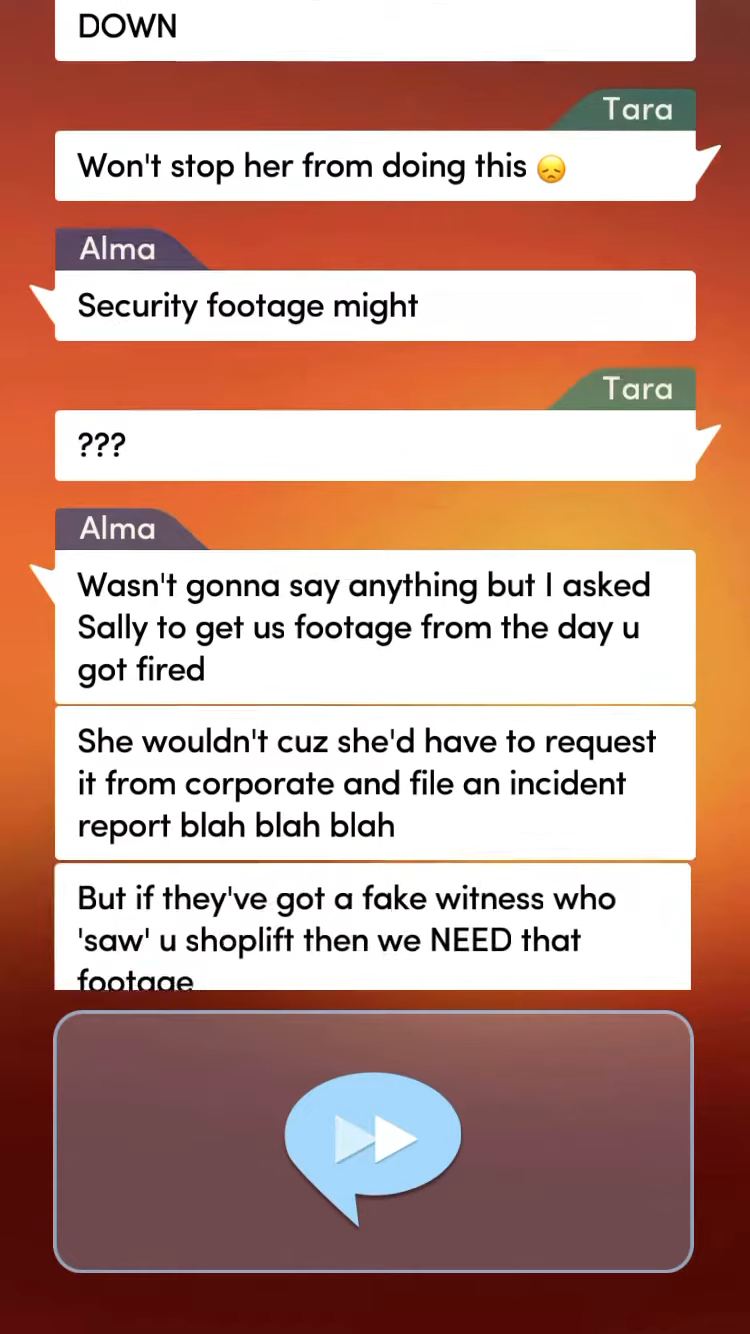 DOWN
Tara
Won't stop her from doing this 😞
Alma
Security footage might
Tara
???
Alma
Wasn't gonna say anything but I asked
Sally to get us footage from the day u
got fired
She wouldn't cuz she'd have to request
it from corporate and file an incident
report blah blah blah
But if they've got a fake witness who
'saw' u shoplift then we NEED that
footage